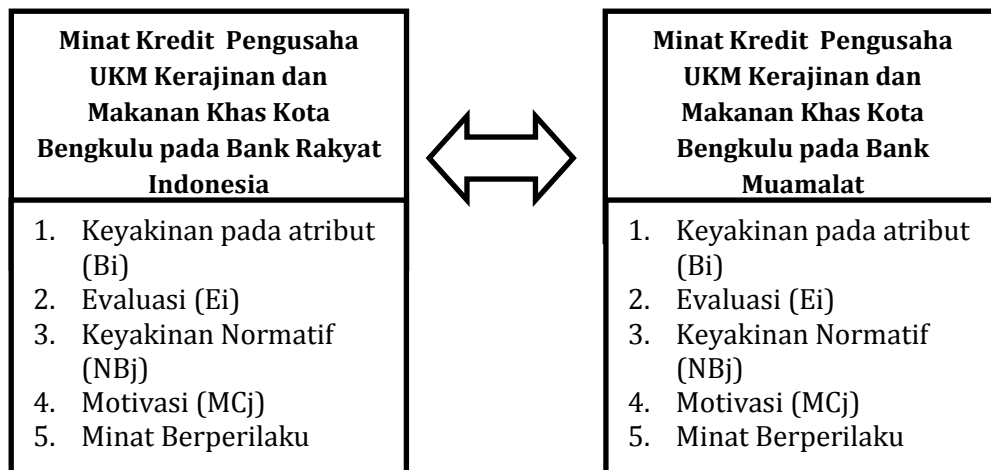 Minat Kredit Pengusaha
UKM Kerajinan dan
Makanan Khas Kota
Bengkulu pada Bank Rakyat
Indonesia
1. Keyakinan pada atribut
(Bi)
2. Evaluasi (Ei)
3. Keyakinan Normatif
(NBj)
4. Motivasi (MCj)
5. Minat Berperilaku
Minat Kredit Pengusaha
UKM Kerajinan dan
Makanan Khas Kota
Bengkulu pada Bank
Muamalat
1. Keyakinan pada atribut
(Bi)
2. Evaluasi (Ei)
3. Keyakinan Normatif
(NBj)
4. Motivasi (MCj)
5. Minat Berperilaku